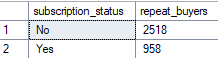 subscription_status repeat_buyers
1 No 2518
2 Yes 958